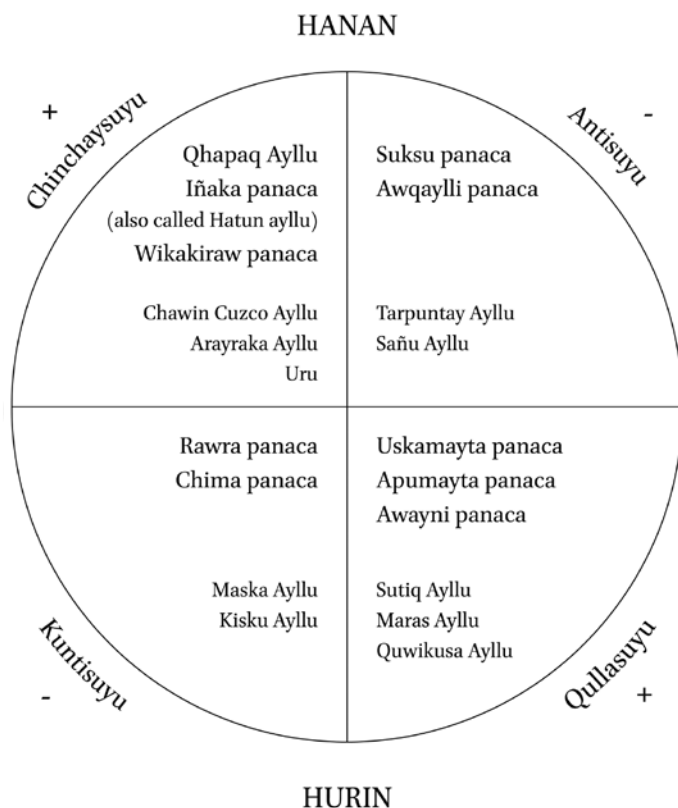 HANAN
+
Chinchaysuyu
-
Antisuyu
Qhapaq Ayllu
Iñaka panaca
(also called Hatun ayllu)
Wikakiraw panaca
Chawin Cuzco Ayllu
Arayraka Ayllu
Uru
Suksu panaca
Awqaylli panaca
Tarpuntay Ayllu
Sañu Ayllu
Rawra panaca
Chima panaca
Maska Ayllu
Kisku Ayllu
Uskamayta panaca
Apumayta panaca
Awayni panaca
Sutiq Ayllu
Maras Ayllu
Quwikusa Ayllu
Kuntisuyu
-
Qullasuyu
+
HURIN